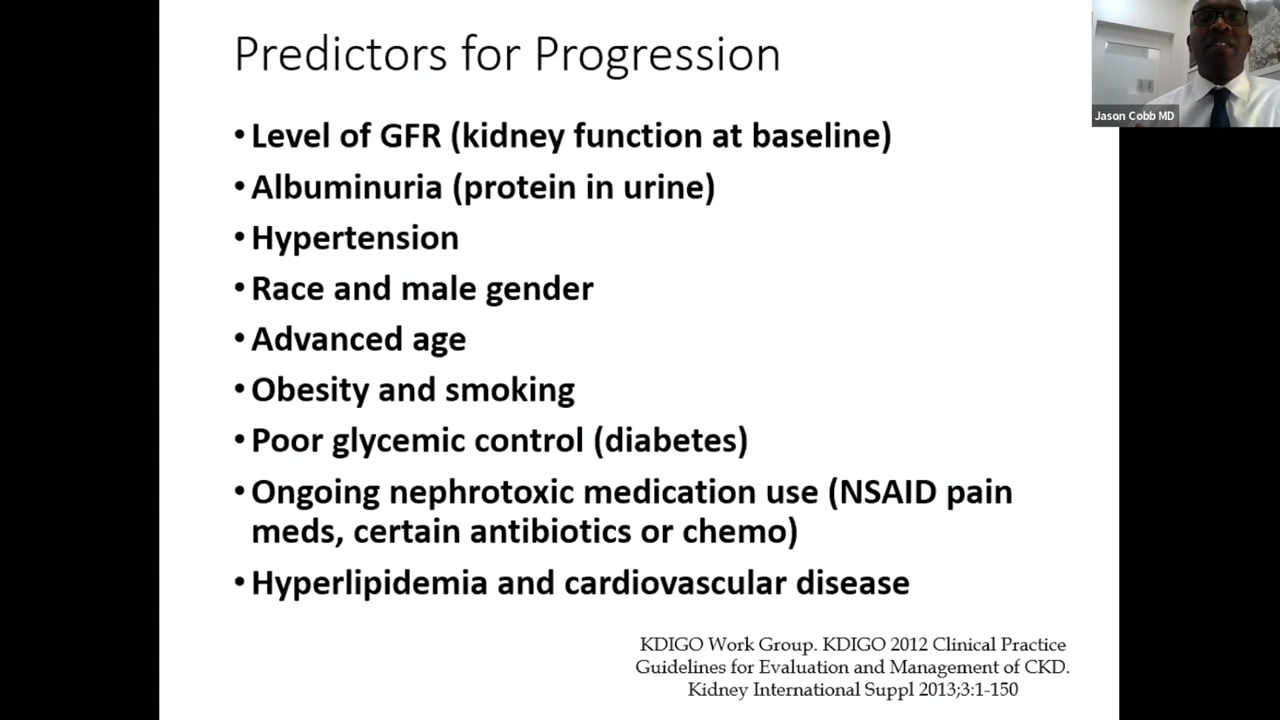 Predictors for Progression
Jason Cobb MD
• Level of GFR (kidney function at baseline)
• Albuminuria (protein in urine)
• Hypertension
• Race and male gender
• Advanced age
• Obesity and smoking
• Poor glycemic control (diabetes)
• Ongoing nephrotoxic medication use (NSAID pain
meds, certain antibiotics or chemo)
• Hyperlipidemia and cardiovascular disease
KDIGO Work Group. KDIGO 2012 Clinical Practice
Guidelines for Evaluation and Management of CKD.
Kidney International Suppl 2013;3:1-150